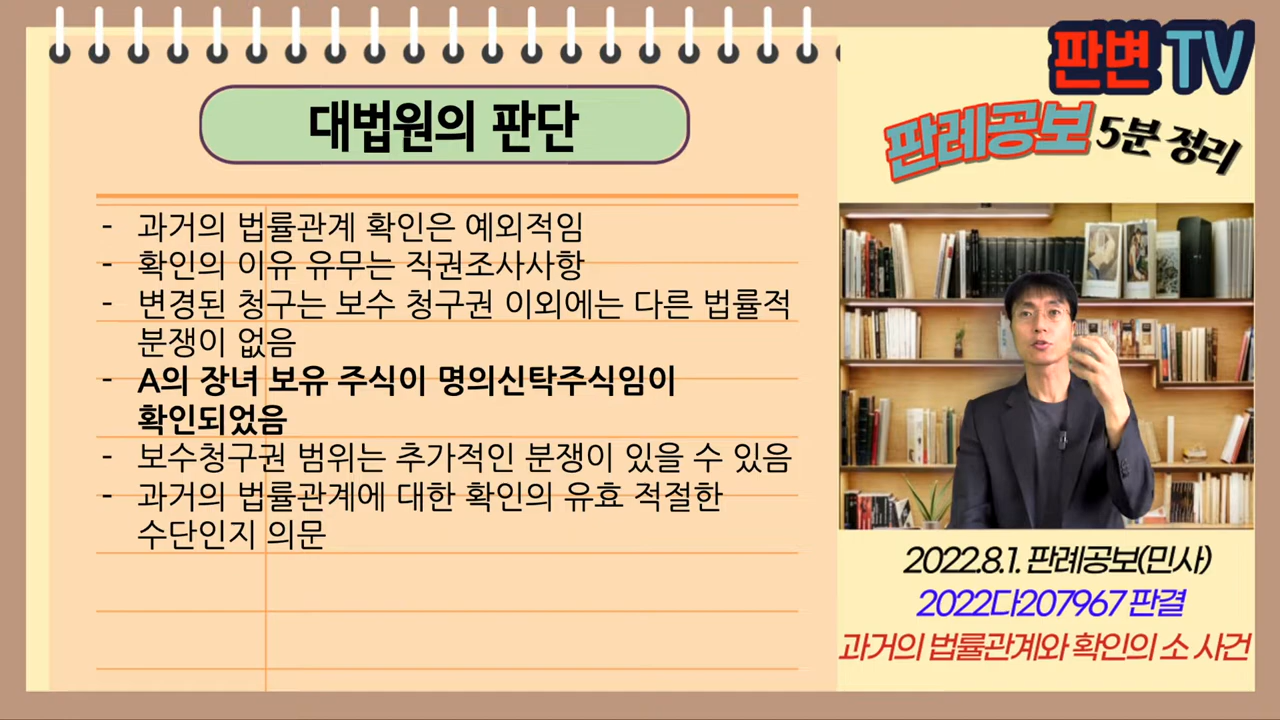 판변 TV
판례공보 5분 정리
대법원의 판단
- 과거의 법률관계 확인은 예외적임
- 확인의 이유 유무는 직권조사사항
- 변경된 청구는 보수 청구권 이외에는 다른 법률적
분쟁이 없음
- A의 장녀 보유 주식이 명의신탁주식임이
확인되었음
- 보수청구권 범위는 추가적인 분쟁이 있을 수 있음
- 과거의 법률관계에 대한 확인의 유효 적절한
수단인지 의문
2022.8.1. 판례공보(민사)
2022다207967 판결
과거의 법률관계와 확인의 소 사건